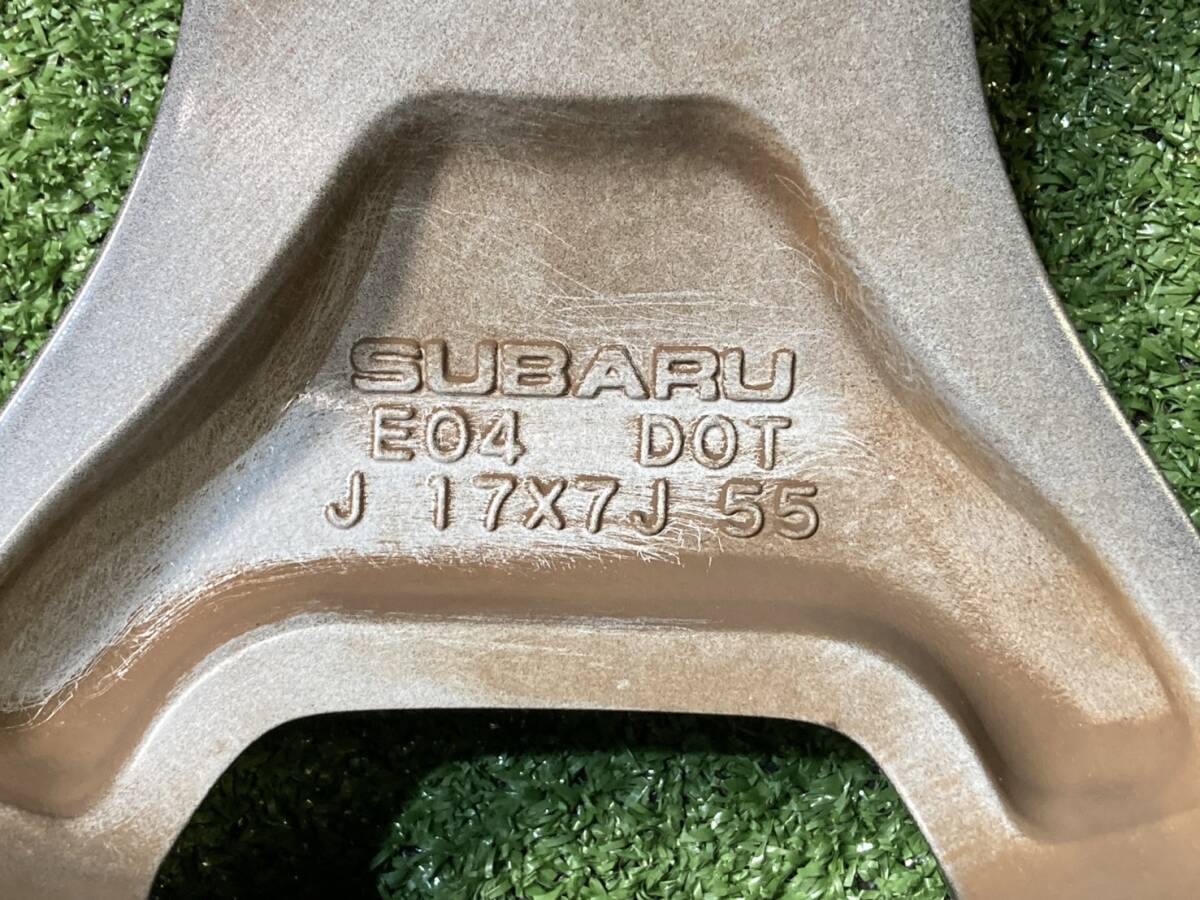 SUBARU
E04 DOT
J 17X7J 55